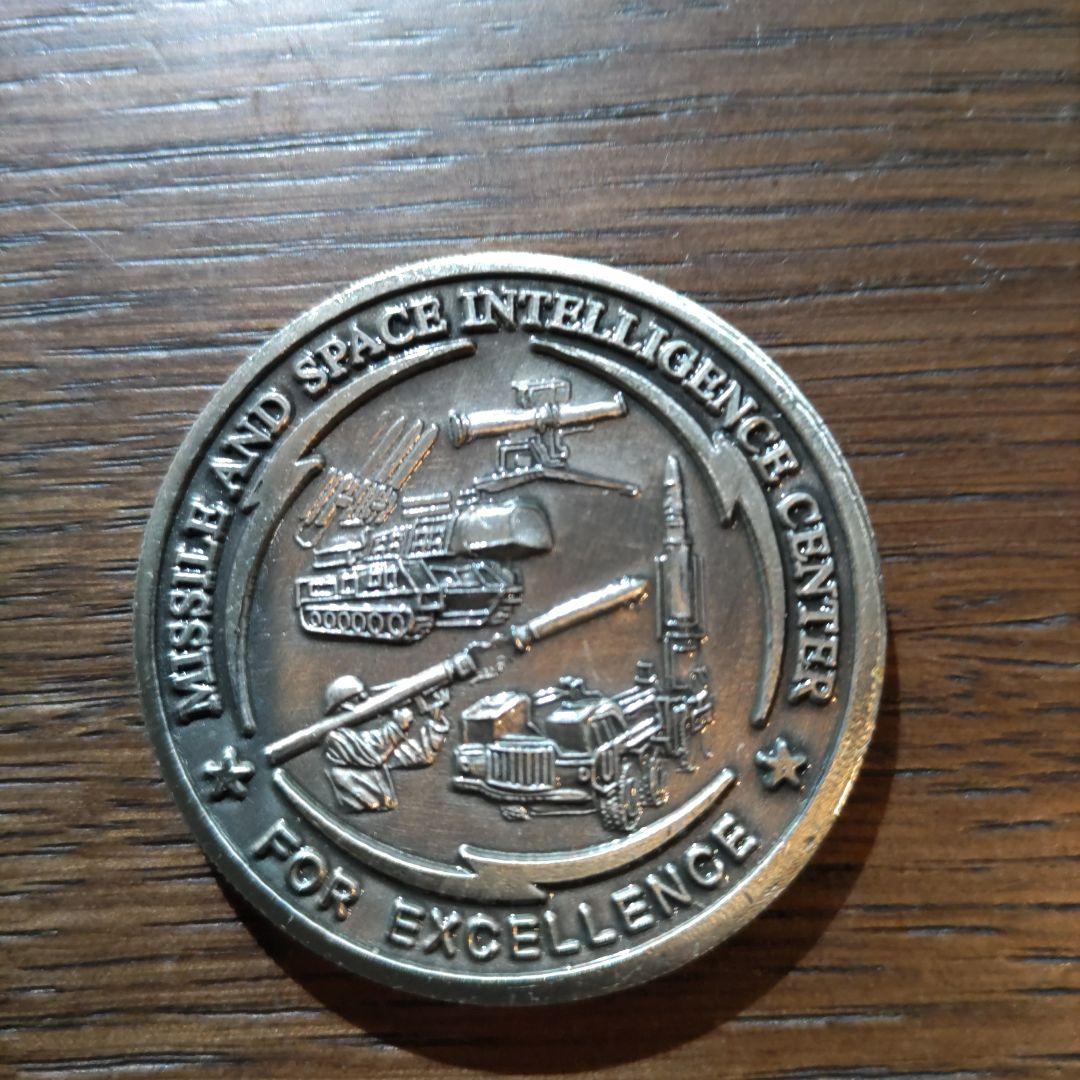 MISSILE AND SPACE INTELLIGENCE CENTER
FOR EXCELLENCE